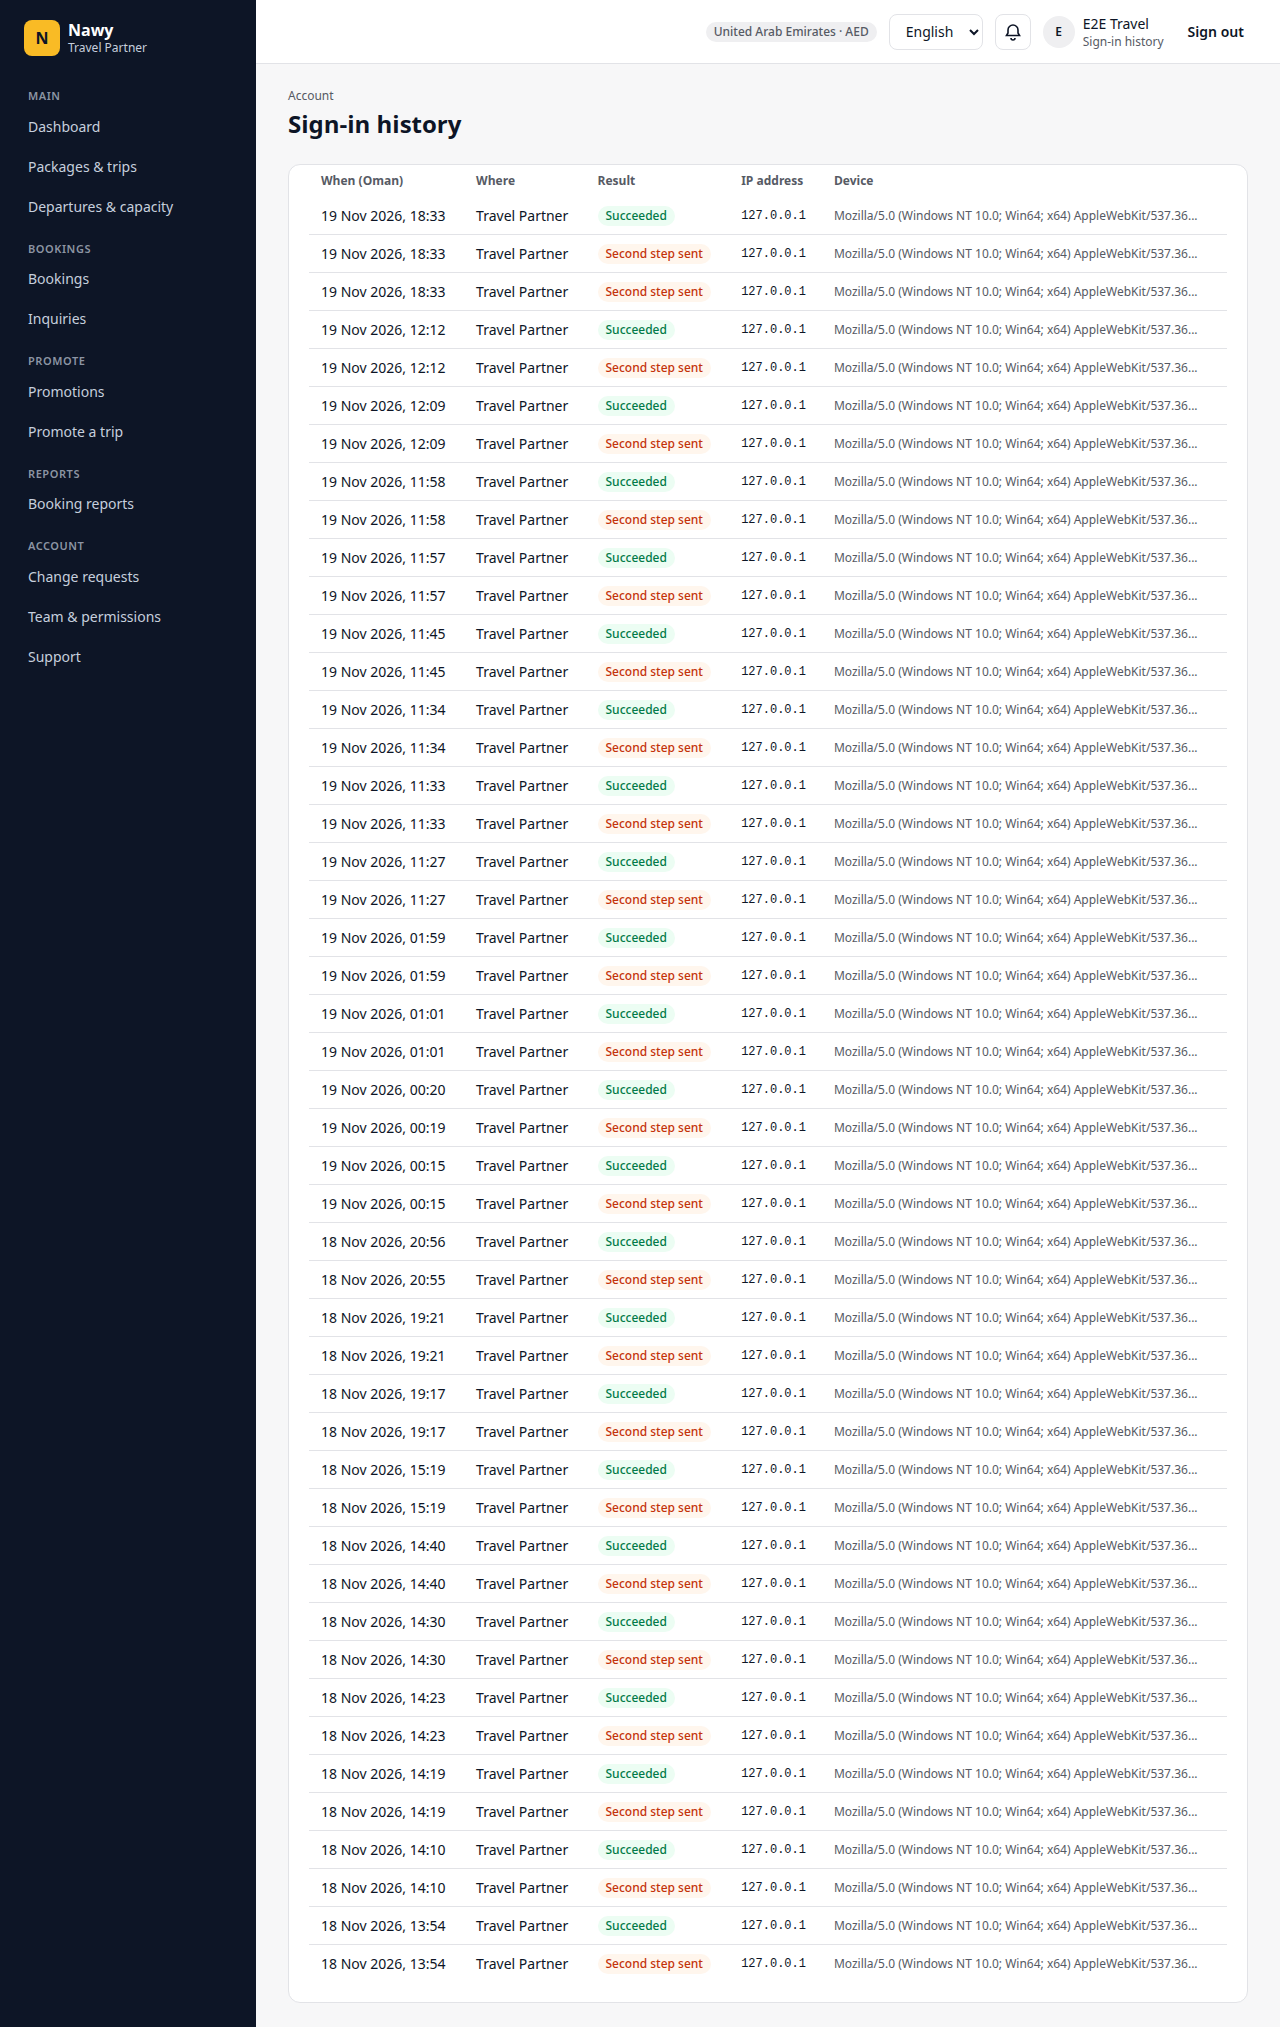 N
Nawy
Travel Partner
United Arab Emirates · AED
English
E
E2E Travel
Sign-in history
Sign out
MAIN
Dashboard
Packages & trips
Departures & capacity
BOOKINGS
Bookings
Inquiries
PROMOTE
Promotions
Promote a trip
REPORTS
Booking reports
ACCOUNT
Change requests
Team & permissions
Support
Account
Sign-in history
When (Oman) Where Result IP address Device
19 Nov 2026, 18:33 Travel Partner Succeeded 127.0.0.1 Mozilla/5.0 (Windows NT 10.0; Win64; x64) AppleWebKit/537.36...
19 Nov 2026, 18:33 Travel Partner Second step sent 127.0.0.1 Mozilla/5.0 (Windows NT 10.0; Win64; x64) AppleWebKit/537.36...
19 Nov 2026, 18:33 Travel Partner Second step sent 127.0.0.1 Mozilla/5.0 (Windows NT 10.0; Win64; x64) AppleWebKit/537.36...
19 Nov 2026, 12:12 Travel Partner Succeeded 127.0.0.1 Mozilla/5.0 (Windows NT 10.0; Win64; x64) AppleWebKit/537.36...
19 Nov 2026, 12:12 Travel Partner Second step sent 127.0.0.1 Mozilla/5.0 (Windows NT 10.0; Win64; x64) AppleWebKit/537.36...
19 Nov 2026, 12:09 Travel Partner Succeeded 127.0.0.1 Mozilla/5.0 (Windows NT 10.0; Win64; x64) AppleWebKit/537.36...
19 Nov 2026, 12:09 Travel Partner Second step sent 127.0.0.1 Mozilla/5.0 (Windows NT 10.0; Win64; x64) AppleWebKit/537.36...
19 Nov 2026, 11:58 Travel Partner Succeeded 127.0.0.1 Mozilla/5.0 (Windows NT 10.0; Win64; x64) AppleWebKit/537.36...
19 Nov 2026, 11:58 Travel Partner Second step sent 127.0.0.1 Mozilla/5.0 (Windows NT 10.0; Win64; x64) AppleWebKit/537.36...
19 Nov 2026, 11:57 Travel Partner Succeeded 127.0.0.1 Mozilla/5.0 (Windows NT 10.0; Win64; x64) AppleWebKit/537.36...
19 Nov 2026, 11:57 Travel Partner Second step sent 127.0.0.1 Mozilla/5.0 (Windows NT 10.0; Win64; x64) AppleWebKit/537.36...
19 Nov 2026, 11:45 Travel Partner Succeeded 127.0.0.1 Mozilla/5.0 (Windows NT 10.0; Win64; x64) AppleWebKit/537.36...
19 Nov 2026, 11:45 Travel Partner Second step sent 127.0.0.1 Mozilla/5.0 (Windows NT 10.0; Win64; x64) AppleWebKit/537.36...
19 Nov 2026, 11:34 Travel Partner Succeeded 127.0.0.1 Mozilla/5.0 (Windows NT 10.0; Win64; x64) AppleWebKit/537.36...
19 Nov 2026, 11:34 Travel Partner Second step sent 127.0.0.1 Mozilla/5.0 (Windows NT 10.0; Win64; x64) AppleWebKit/537.36...
19 Nov 2026, 11:33 Travel Partner Succeeded 127.0.0.1 Mozilla/5.0 (Windows NT 10.0; Win64; x64) AppleWebKit/537.36...
19 Nov 2026, 11:33 Travel Partner Second step sent 127.0.0.1 Mozilla/5.0 (Windows NT 10.0; Win64; x64) AppleWebKit/537.36...
19 Nov 2026, 11:27 Travel Partner Succeeded 127.0.0.1 Mozilla/5.0 (Windows NT 10.0; Win64; x64) AppleWebKit/537.36...
19 Nov 2026, 11:27 Travel Partner Second step sent 127.0.0.1 Mozilla/5.0 (Windows NT 10.0; Win64; x64) AppleWebKit/537.36...
19 Nov 2026, 01:59 Travel Partner Succeeded 127.0.0.1 Mozilla/5.0 (Windows NT 10.0; Win64; x64) AppleWebKit/537.36...
19 Nov 2026, 01:59 Travel Partner Second step sent 127.0.0.1 Mozilla/5.0 (Windows NT 10.0; Win64; x64) AppleWebKit/537.36...
19 Nov 2026, 01:01 Travel Partner Succeeded 127.0.0.1 Mozilla/5.0 (Windows NT 10.0; Win64; x64) AppleWebKit/537.36...
19 Nov 2026, 01:01 Travel Partner Second step sent 127.0.0.1 Mozilla/5.0 (Windows NT 10.0; Win64; x64) AppleWebKit/537.36...
19 Nov 2026, 00:20 Travel Partner Succeeded 127.0.0.1 Mozilla/5.0 (Windows NT 10.0; Win64; x64) AppleWebKit/537.36...
19 Nov 2026, 00:19 Travel Partner Second step sent 127.0.0.1 Mozilla/5.0 (Windows NT 10.0; Win64; x64) AppleWebKit/537.36...
19 Nov 2026, 00:15 Travel Partner Succeeded 127.0.0.1 Mozilla/5.0 (Windows NT 10.0; Win64; x64) AppleWebKit/537.36...
19 Nov 2026, 00:15 Travel Partner Second step sent 127.0.0.1 Mozilla/5.0 (Windows NT 10.0; Win64; x64) AppleWebKit/537.36...
18 Nov 2026, 20:56 Travel Partner Succeeded 127.0.0.1 Mozilla/5.0 (Windows NT 10.0; Win64; x64) AppleWebKit/537.36...
18 Nov 2026, 20:55 Travel Partner Second step sent 127.0.0.1 Mozilla/5.0 (Windows NT 10.0; Win64; x64) AppleWebKit/537.36...
18 Nov 2026, 19:21 Travel Partner Succeeded 127.0.0.1 Mozilla/5.0 (Windows NT 10.0; Win64; x64) AppleWebKit/537.36...
18 Nov 2026, 19:21 Travel Partner Second step sent 127.0.0.1 Mozilla/5.0 (Windows NT 10.0; Win64; x64) AppleWebKit/537.36...
18 Nov 2026, 19:17 Travel Partner Succeeded 127.0.0.1 Mozilla/5.0 (Windows NT 10.0; Win64; x64) AppleWebKit/537.36...
18 Nov 2026, 19:17 Travel Partner Second step sent 127.0.0.1 Mozilla/5.0 (Windows NT 10.0; Win64; x64) AppleWebKit/537.36...
18 Nov 2026, 15:19 Travel Partner Succeeded 127.0.0.1 Mozilla/5.0 (Windows NT 10.0; Win64; x64) AppleWebKit/537.36...
18 Nov 2026, 15:19 Travel Partner Second step sent 127.0.0.1 Mozilla/5.0 (Windows NT 10.0; Win64; x64) AppleWebKit/537.36...
18 Nov 2026, 14:40 Travel Partner Succeeded 127.0.0.1 Mozilla/5.0 (Windows NT 10.0; Win64; x64) AppleWebKit/537.36...
18 Nov 2026, 14:40 Travel Partner Second step sent 127.0.0.1 Mozilla/5.0 (Windows NT 10.0; Win64; x64) AppleWebKit/537.36...
18 Nov 2026, 14:30 Travel Partner Succeeded 127.0.0.1 Mozilla/5.0 (Windows NT 10.0; Win64; x64) AppleWebKit/537.36...
18 Nov 2026, 14:30 Travel Partner Second step sent 127.0.0.1 Mozilla/5.0 (Windows NT 10.0; Win64; x64) AppleWebKit/537.36...
18 Nov 2026, 14:23 Travel Partner Succeeded 127.0.0.1 Mozilla/5.0 (Windows NT 10.0; Win64; x64) AppleWebKit/537.36...
18 Nov 2026, 14:23 Travel Partner Second step sent 127.0.0.1 Mozilla/5.0 (Windows NT 10.0; Win64; x64) AppleWebKit/537.36...
18 Nov 2026, 14:19 Travel Partner Succeeded 127.0.0.1 Mozilla/5.0 (Windows NT 10.0; Win64; x64) AppleWebKit/537.36...
18 Nov 2026, 14:19 Travel Partner Second step sent 127.0.0.1 Mozilla/5.0 (Windows NT 10.0; Win64; x64) AppleWebKit/537.36...
18 Nov 2026, 14:10 Travel Partner Succeeded 127.0.0.1 Mozilla/5.0 (Windows NT 10.0; Win64; x64) AppleWebKit/537.36...
18 Nov 2026, 14:10 Travel Partner Second step sent 127.0.0.1 Mozilla/5.0 (Windows NT 10.0; Win64; x64) AppleWebKit/537.36...
18 Nov 2026, 13:54 Travel Partner Succeeded 127.0.0.1 Mozilla/5.0 (Windows NT 10.0; Win64; x64) AppleWebKit/537.36...
18 Nov 2026, 13:54 Travel Partner Second step sent 127.0.0.1 Mozilla/5.0 (Windows NT 10.0; Win64; x64) AppleWebKit/537.36...